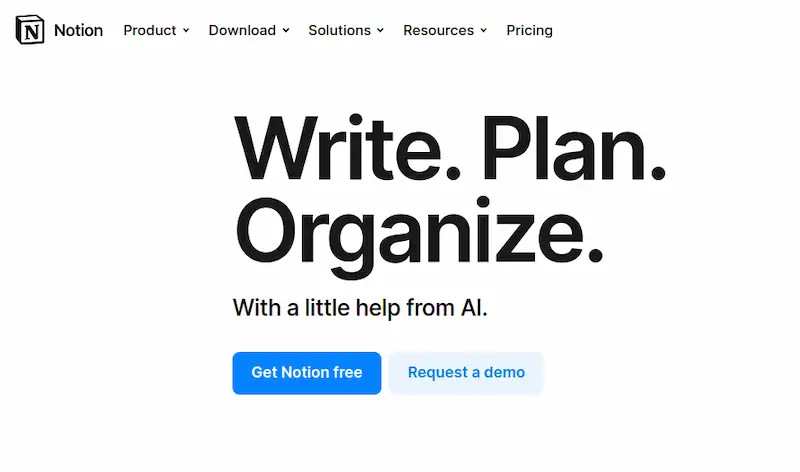 N Notion Product Download Solutions Resources Pricing
Write. Plan.
Organize.
With a little help from AI.
Get Notion free Request a demo